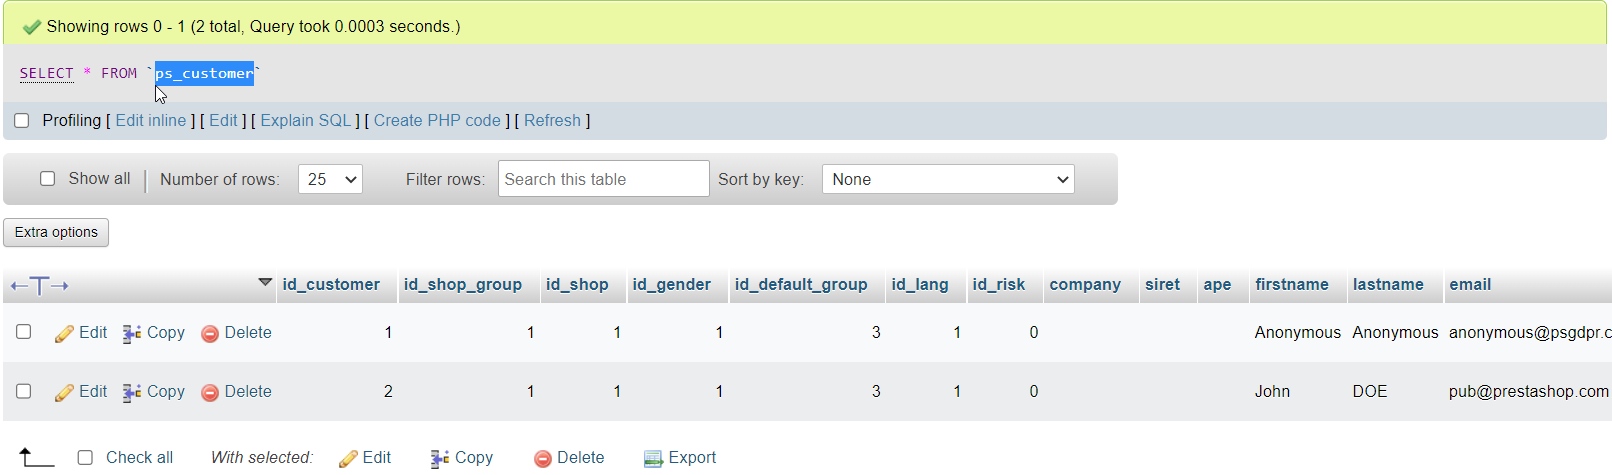 Showing rows 0 - 1 (2 total, Query took 0.0003 seconds.)
SELECT * FROM `ps_customer`
Profiling [ Edit inline ] [ Edit ] [ Explain SQL ] [ Create PHP code ] [ Refresh ]
Show all Number of rows: 25 Filter rows: Search this table Sort by key: None
Extra options
id_customer id_shop_group id_shop id_gender id_default_group id_lang id_risk company siret ape firstname lastname email
Edit Copy Delete 1 1 1 1 3 1 0 Anonymous Anonymous anonymous@psgdpr.c
Edit Copy Delete 2 1 1 1 3 1 0 John DOE pub@prestashop.com
Check all With selected: Edit Copy Delete Export